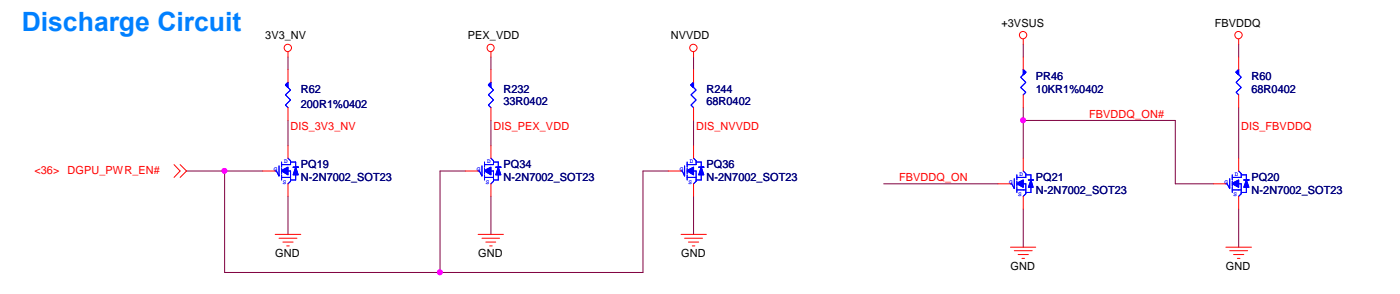 Discharge Circuit
3V3_NV
PEX_VDD
NVVDD
+3VSUS
FBVDDQ
R62
200R1%0402
R232
33R0402
R244
68R0402
PR46
10KR1%0402
R60
68R0402
DIS_3V3_NV
DIS_PEX_VDD
DIS_NVVDD
FBVDDQ_ON#
DIS_FBVDDQ
<36> DGPU_PWR_EN#
PQ19
N-2N7002_SOT23
PQ34
N-2N7002_SOT23
PQ36
N-2N7002_SOT23
FBVDDQ_ON
PQ21
N-2N7002_SOT23
PQ20
N-2N7002_SOT23
GND
GND
GND
GND
GND